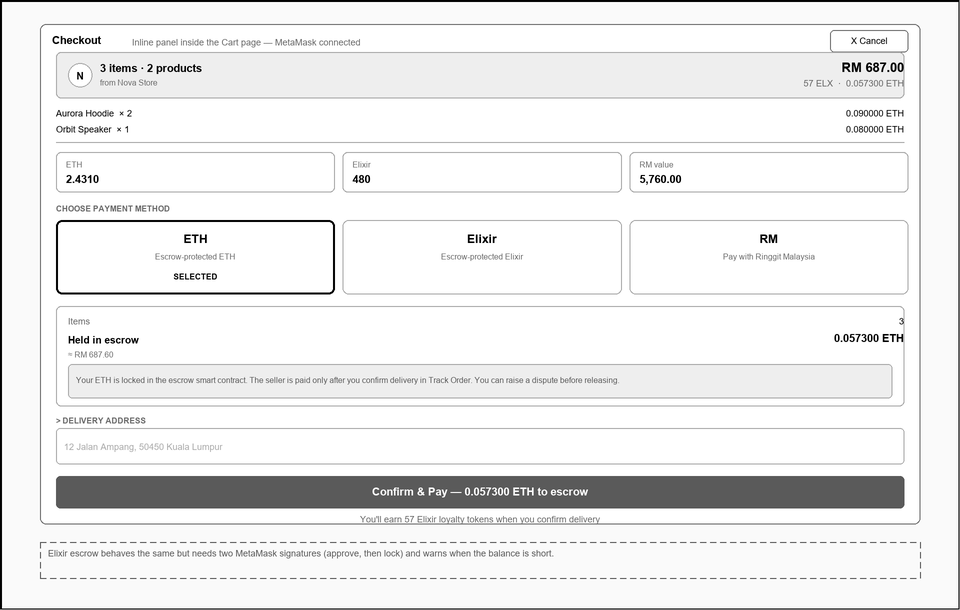 Checkout
Inline panel inside the Cart page — MetaMask connected
X Cancel
N
3 items · 2 products
RM 687.00
from Nova Store
57 ELX · 0.057300 ETH
Aurora Hoodie × 2
0.090000 ETH
Orbit Speaker × 1
0.080000 ETH
ETH
2.4310
Elixir
480
RM value
5,760.00
CHOOSE PAYMENT METHOD
ETH
Escrow-protected ETH
SELECTED
Elixir
Escrow-protected Elixir
RM
Pay with Ringgit Malaysia
Items
3
Held in escrow
0.057300 ETH
≈ RM 687.60
Your ETH is locked in the escrow smart contract. The seller is paid only after you confirm delivery in Track Order. You can raise a dispute before releasing.
> DELIVERY ADDRESS
12 Jalan Ampang, 50450 Kuala Lumpur
Confirm & Pay — 0.057300 ETH to escrow
You'll earn 57 Elixir loyalty tokens when you confirm delivery
Elixir escrow behaves the same but needs two MetaMask signatures (approve, then lock) and warns when the balance is short.